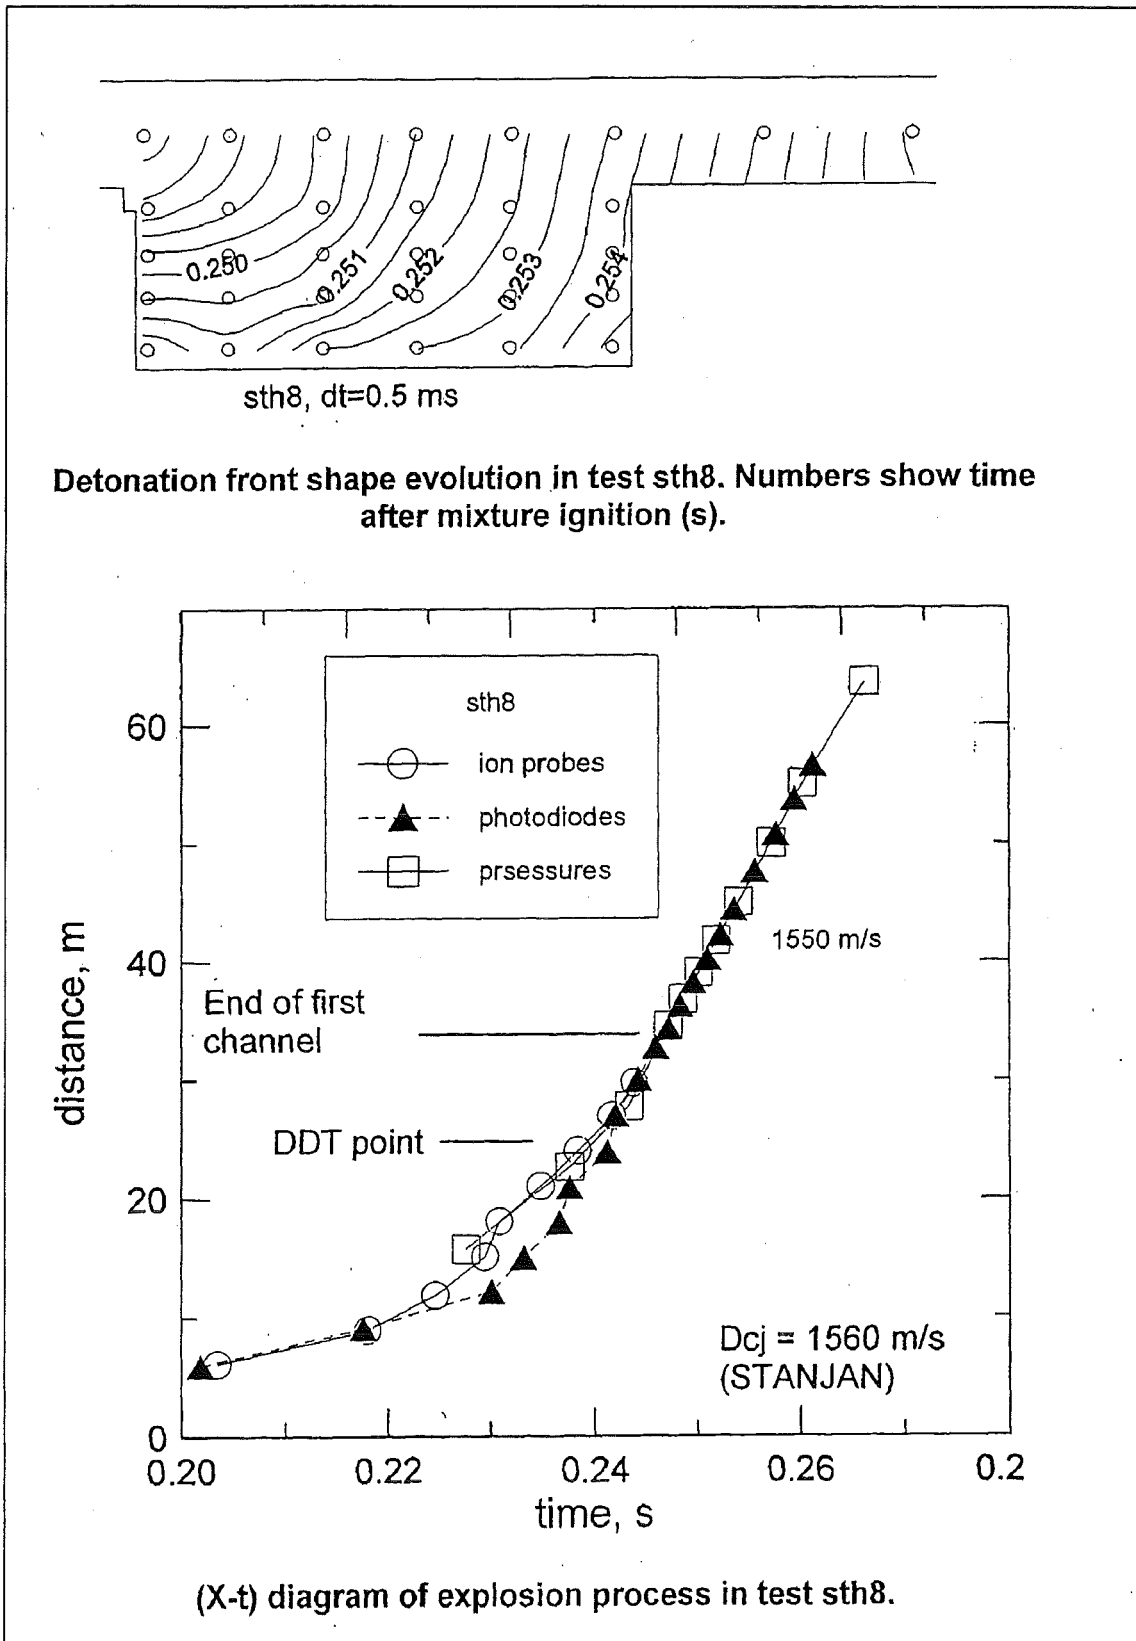 0.250
0.251
0.252
0.253
0.254
sth8, dt=0.5 ms
Detonation front shape evolution in test sth8. Numbers show time
after mixture ignition (s).
sth8
ion probes
photodiodes
prsessures
60
40
20
0
distance, m
1550 m/s
End of first
channel
DDT point
Dcj = 1560 m/s
(STANJAN)
0.20
0.22
0.24
0.26
0.2
time, s
(X-t) diagram of explosion process in test sth8.